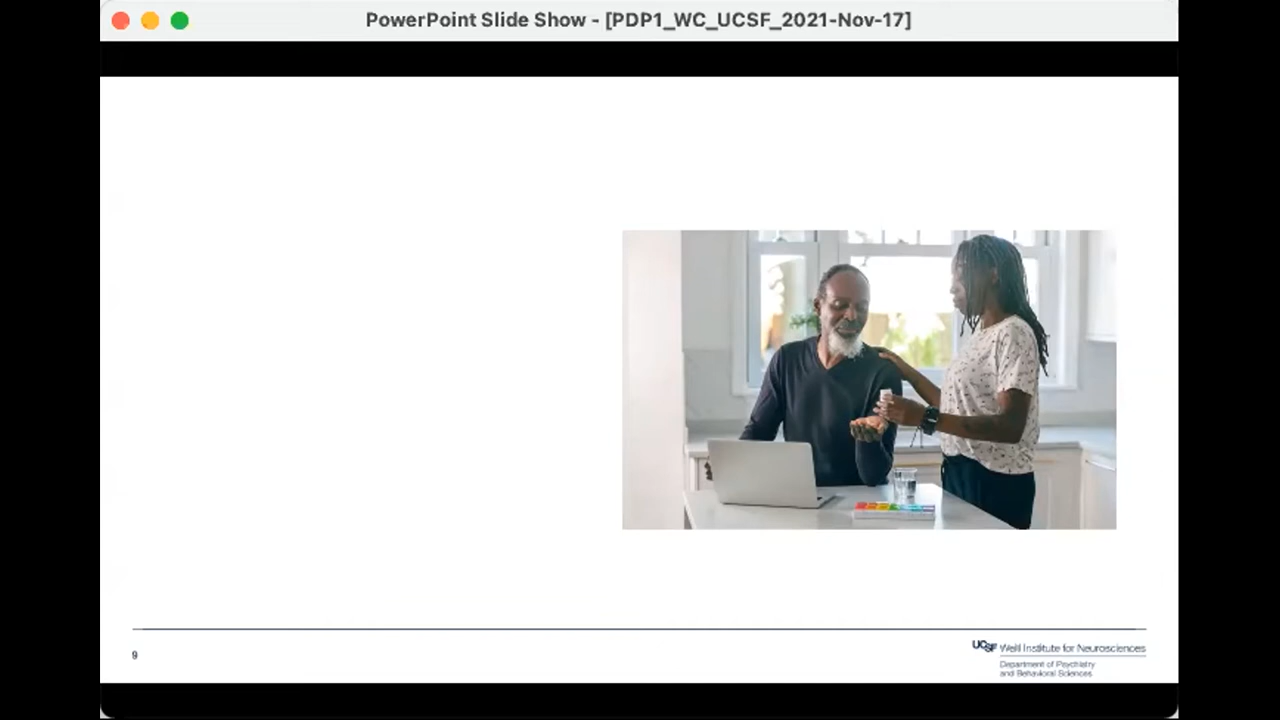 PowerPoint Slide Show - [PDP1_WC_UCSF_2021-Nov-17]
9
UCSF Weill Institute for Neurosciences
Department of Psychiatry
and Behavioral Sciences